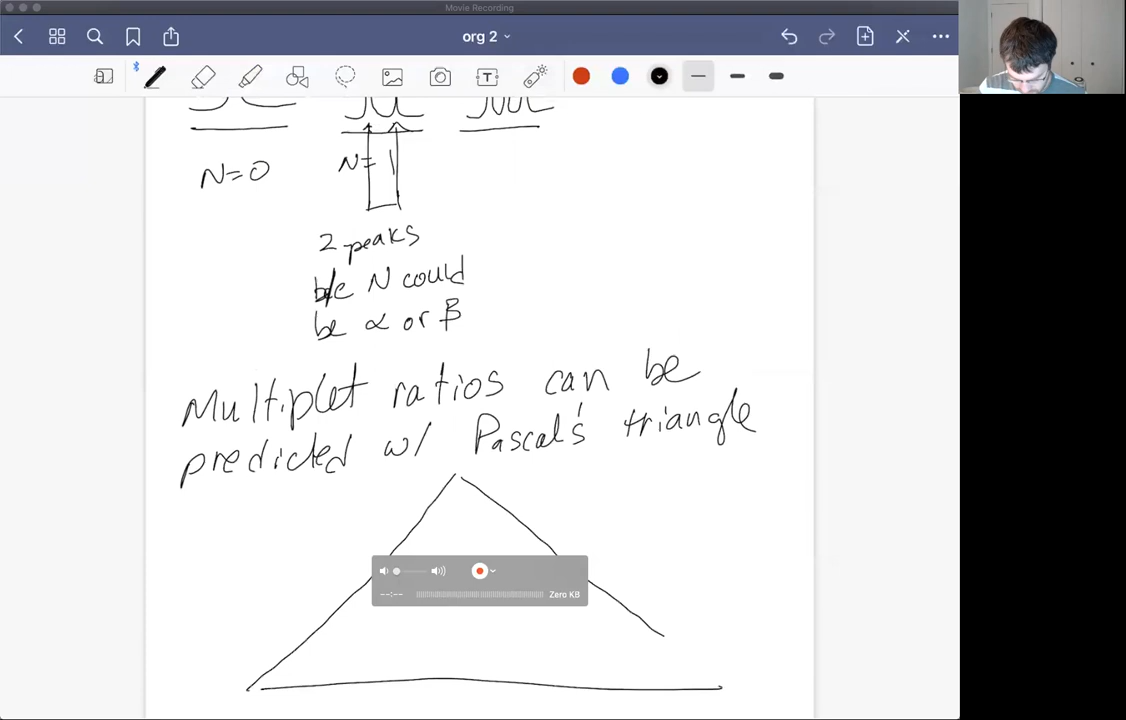 Movie Recording
org 2
N=0
N= 1
2 peaks
b/c N could
be α or β
Multiplet ratios can be
predicted w/ Pascal's triangle
--:--
Zero KB